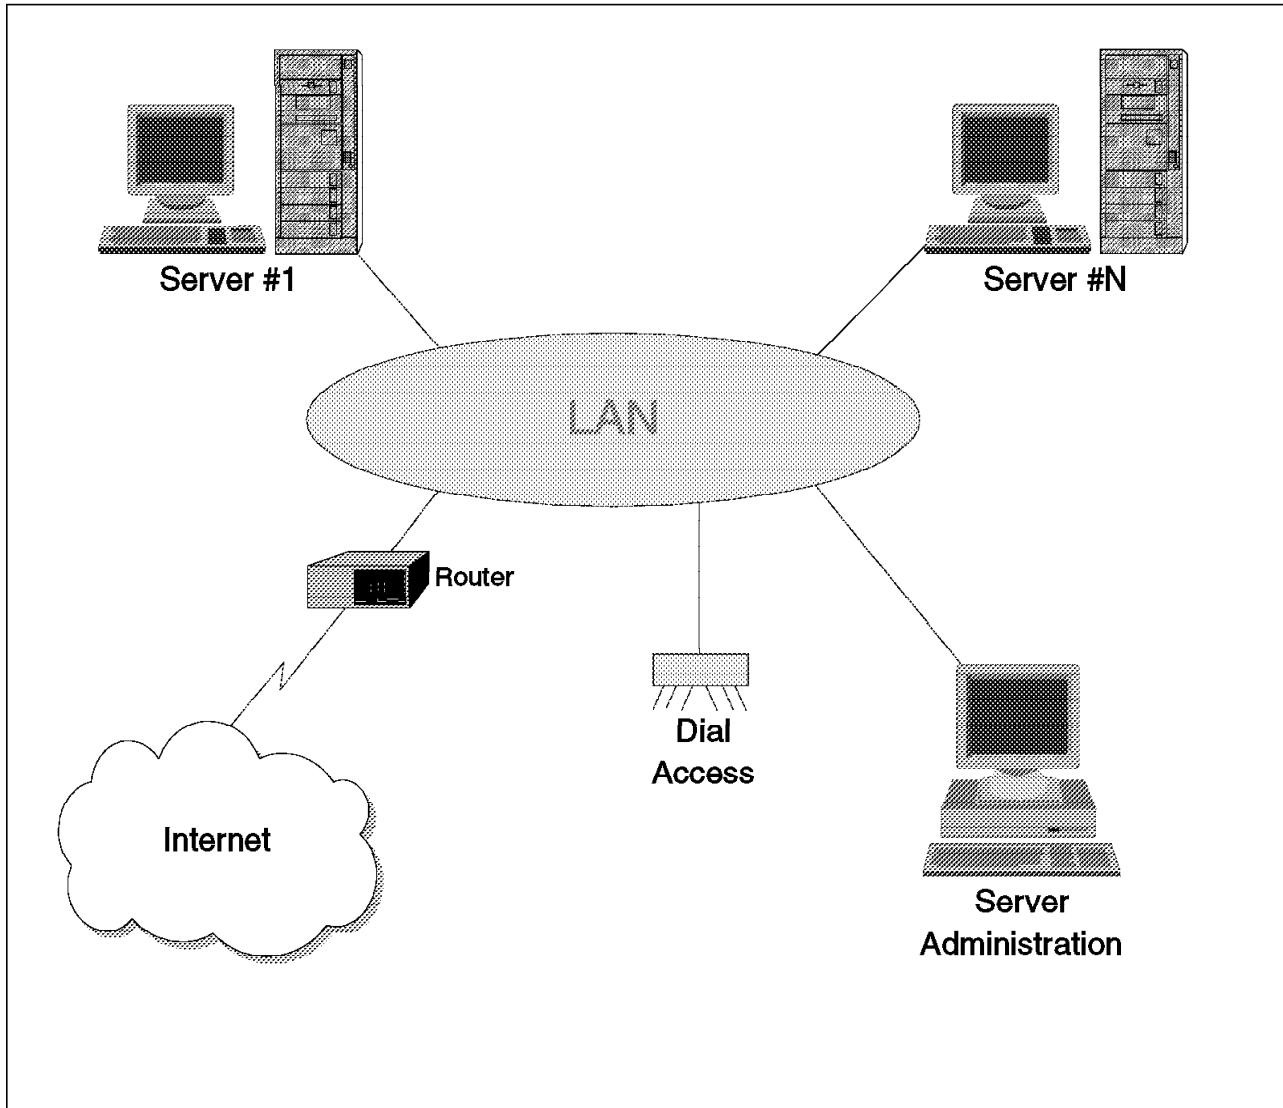 Server #1
Server #N
LAN
Router
Dial
Access
Internet
Server
Administration